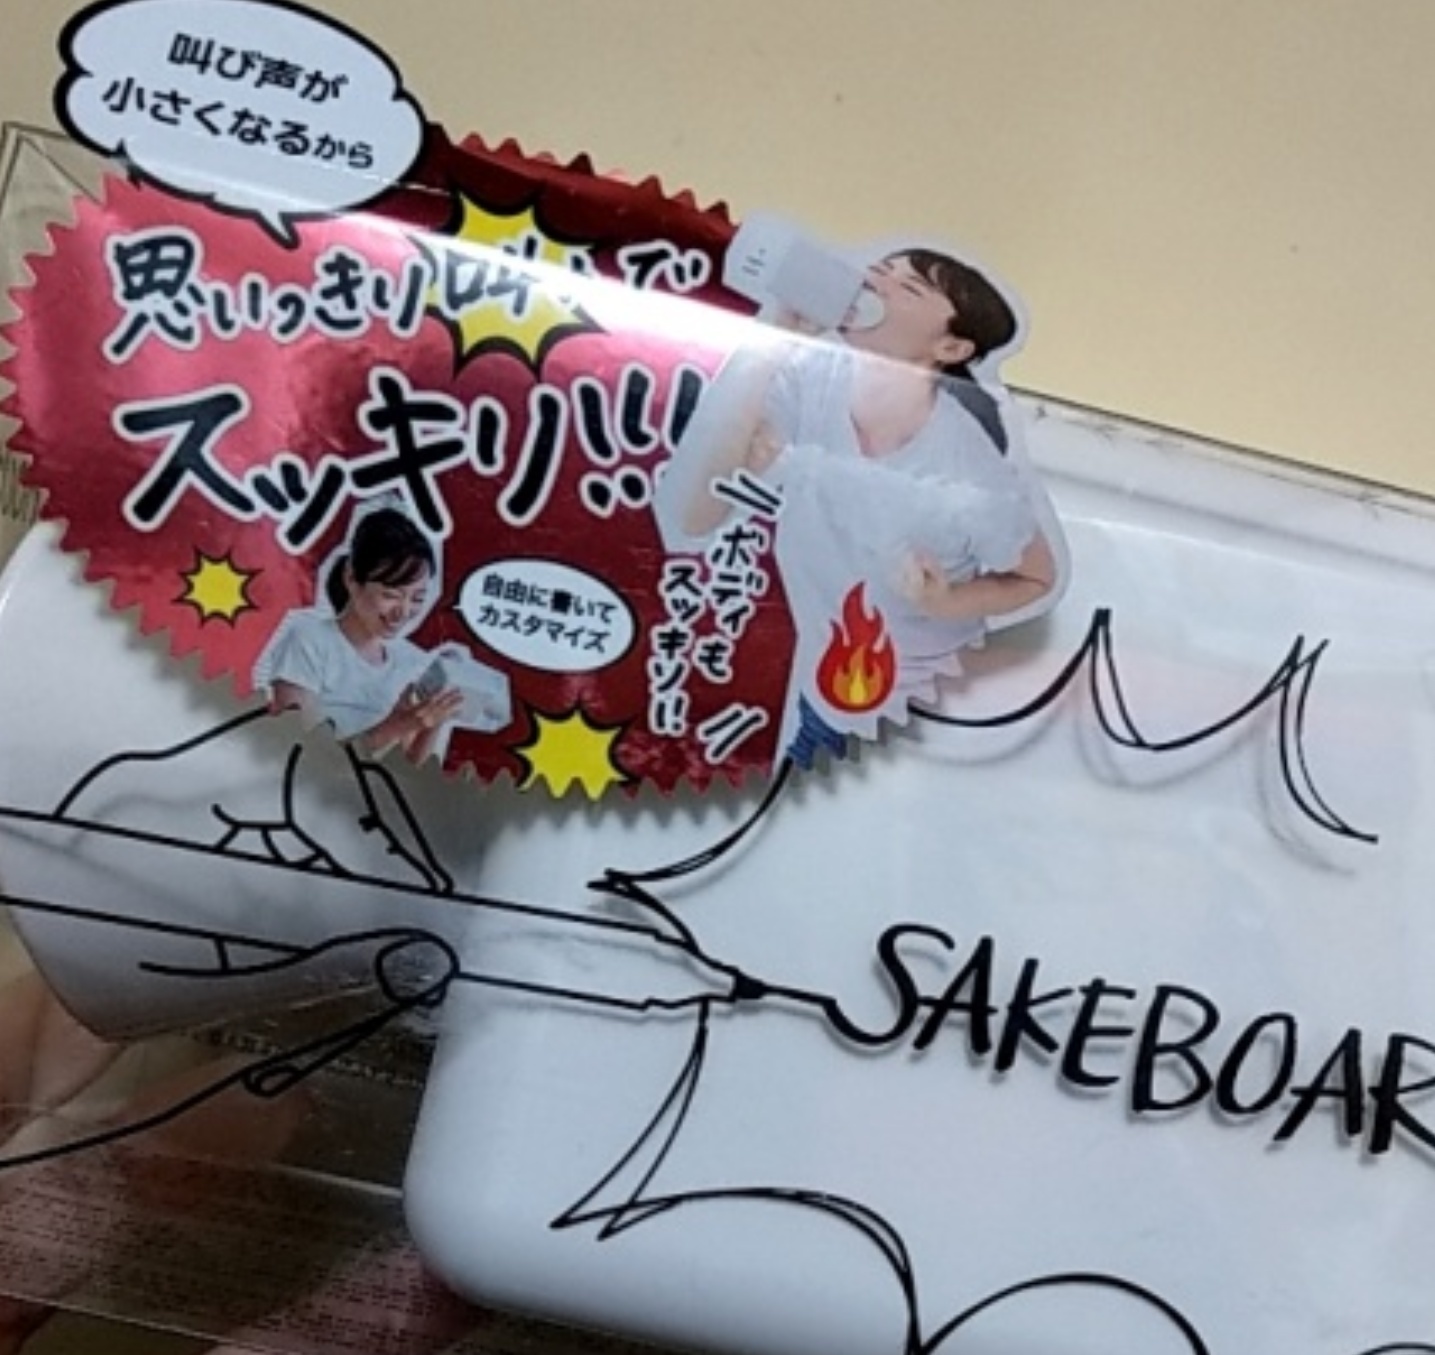 叫び声が
小さくなるから
思いっきり叫んで
スッキリ!!!
自由に書いて
カスタマイズ
ボディも
スッキリ!!
SAKEBOAR